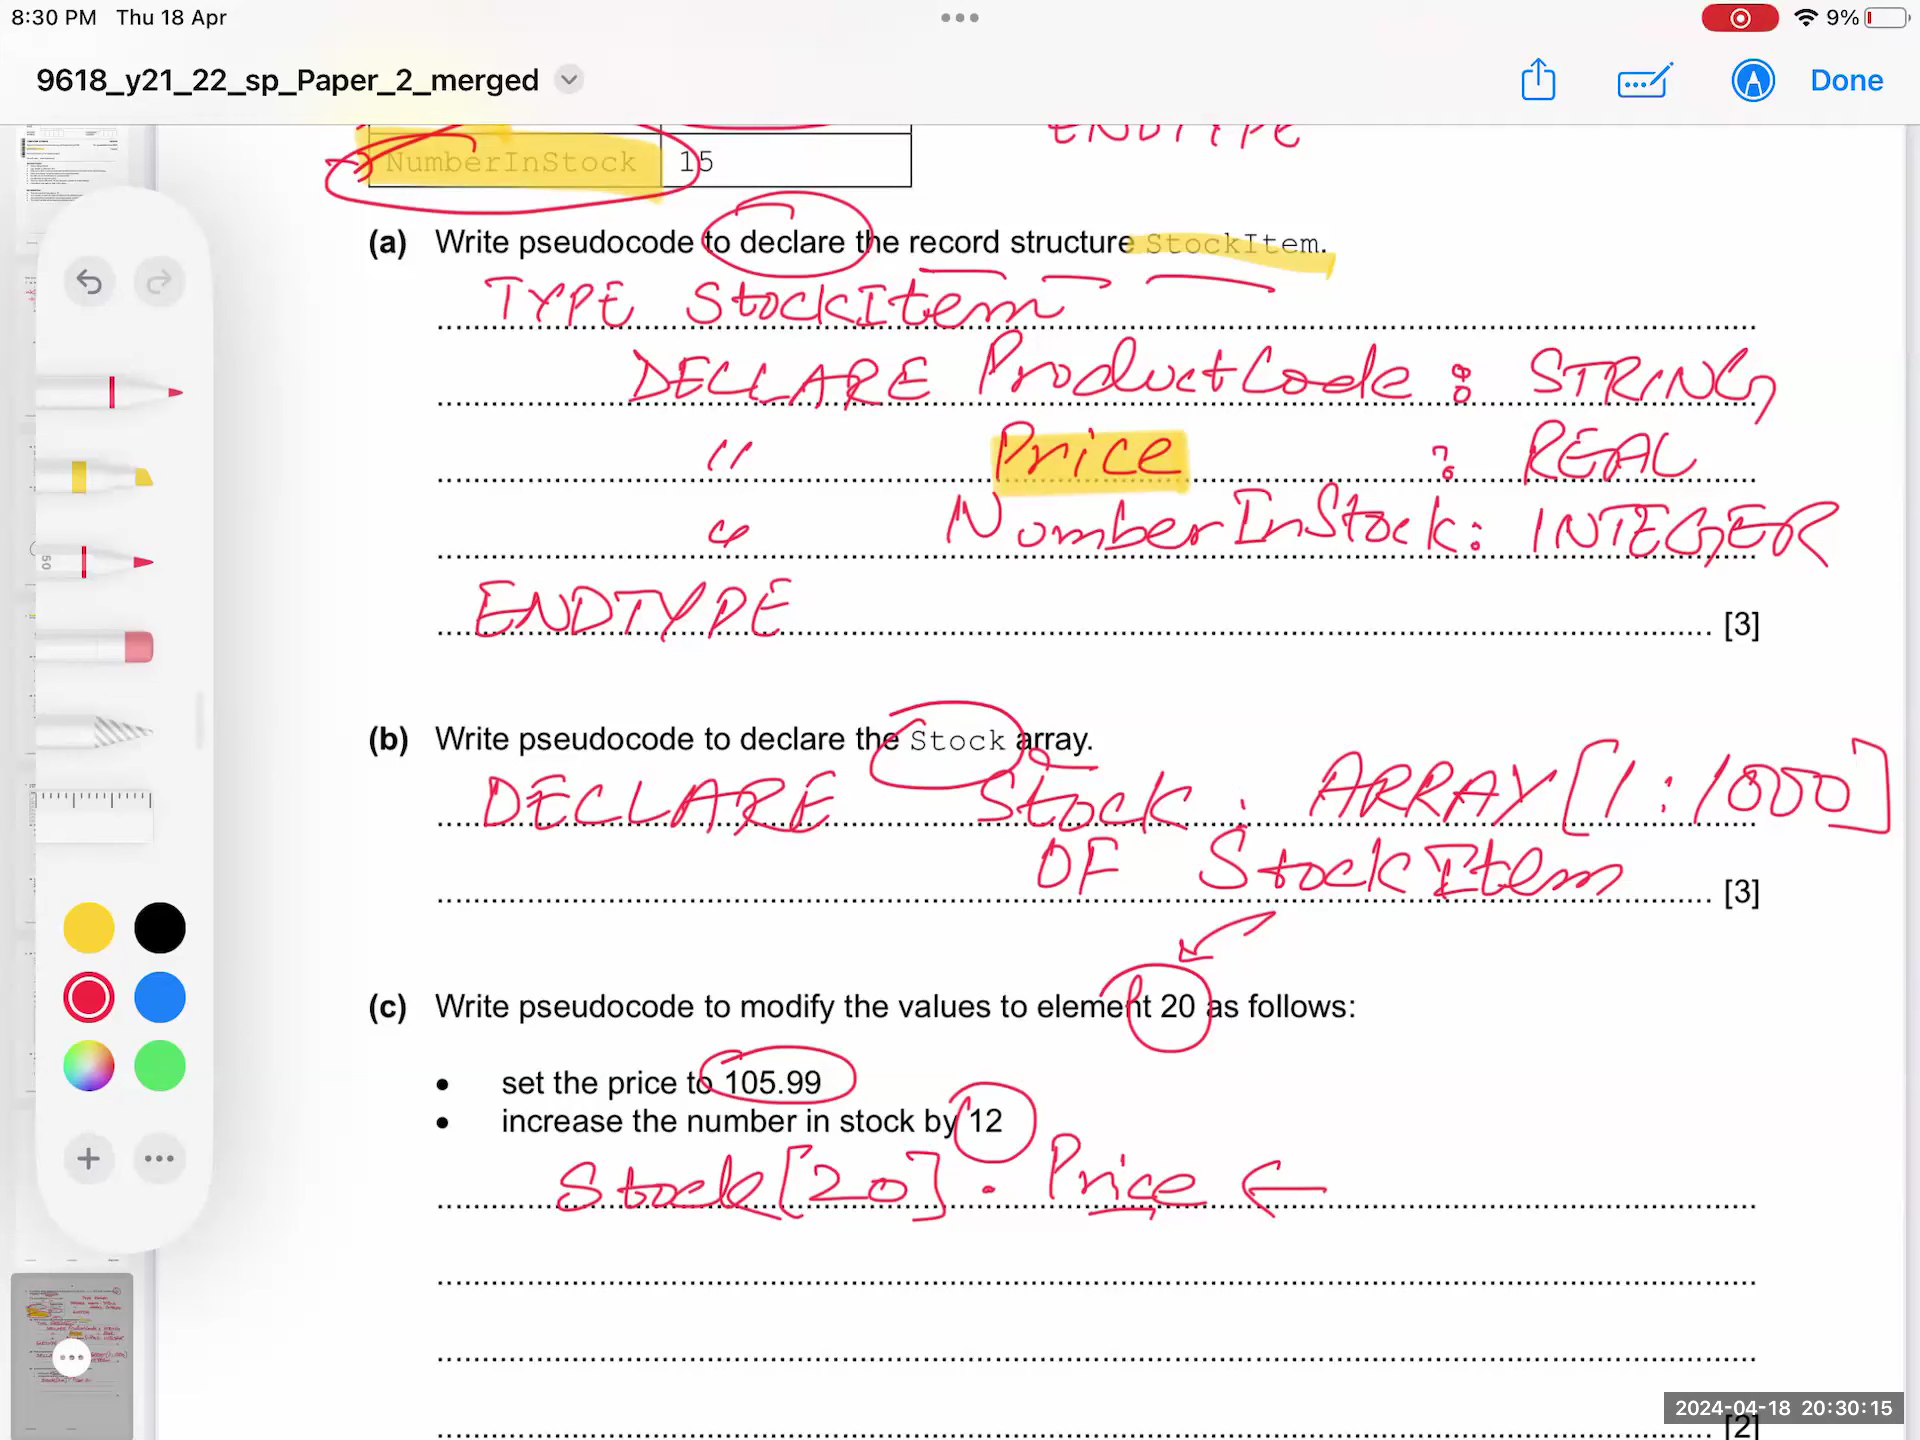 8:30 PM Thu 18 Apr
9%
9618_y21_22_sp_Paper_2_merged
Done
ENDTYPE
NumberInStock 15
(a) Write pseudocode to declare the record structure StockItem.
TYPE StockItem
DECLARE ProductCode : STRING
" Price : REAL
" NumberInStock : INTEGER
ENDTYPE
[3]
(b) Write pseudocode to declare the Stock array.
DECLARE Stock : ARRAY[1:1000]
OF StockItem
[3]
(c) Write pseudocode to modify the values to element 20 as follows:
• set the price to 105.99
• increase the number in stock by 12
Stock[20] . Price ←
50
2024-04-18 20:30:15
[2]